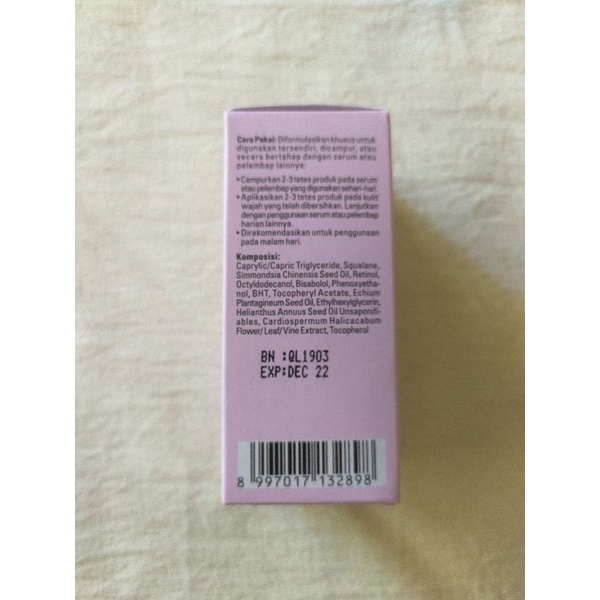 Cara Pakai: Diformulasikan khusus untuk
digunakan tersendiri, dicampur, atau
secara bertahap dengan serum atau
pelembap lainnya:
• Campurkan 2-3 tetes produk pada serum
atau pelembap yang digunakan sehari-hari.
• Aplikasikan 2-3 tetes produk pada kulit
wajah yang telah dibersihkan. Lanjutkan
dengan penggunaan serum atau pelembap
harian lainnya.
• Direkomendasikan untuk penggunaan
pada malam hari.
Komposisi:
Caprylic/Capric Triglyceride, Squalane,
Simmondsia Chinensis Seed Oil, Retinol,
Octyldodecanol, Bisabolol, Phenoxyetha-
nol, BHT, Tocopheryl Acetate, Echium
Plantagineum Seed Oil, Ethylhexylglycerin,
Helianthus Annuus Seed Oil Unsaponifi-
ables, Cardiospermum Halicacabum
Flower/ Leaf/ Vine Extract, Tocopherol
BN :QL1903
EXP:DEC 22
8 997017 132898